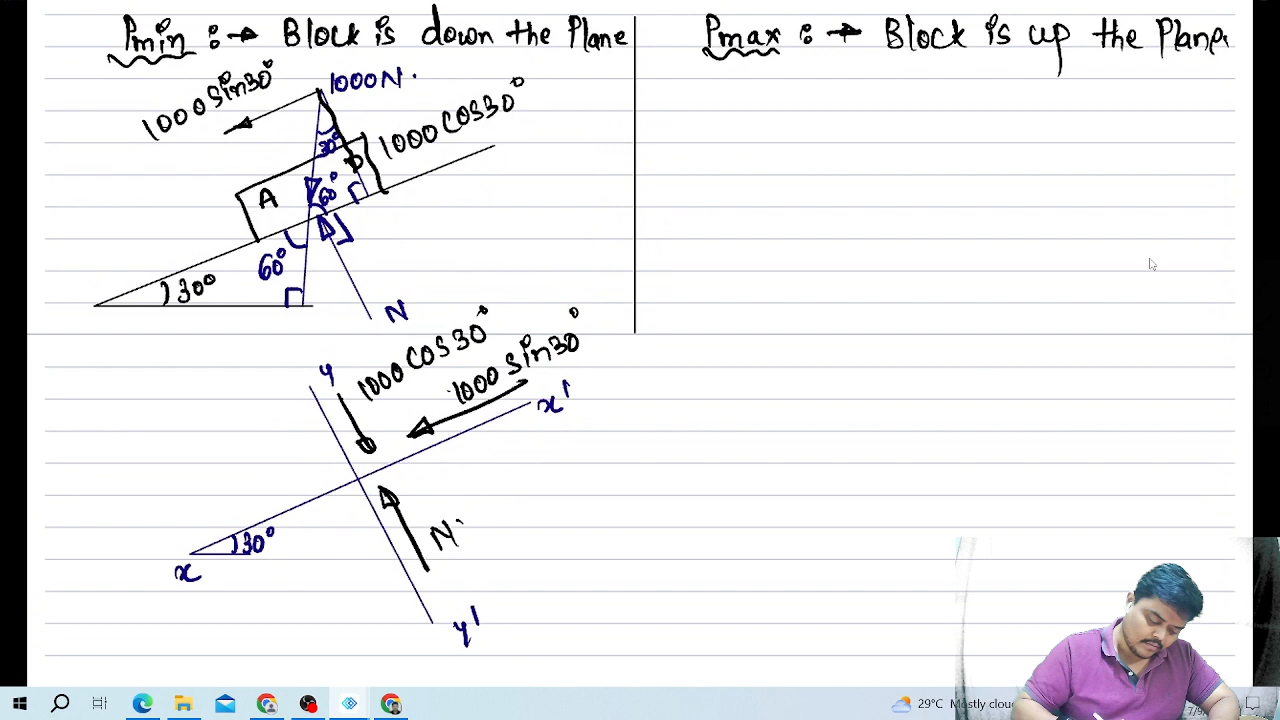 Pmin :→ Block is down the Plane
Pmax :→ Block is up the Plane
1000 sin30°
1000N.
1000 cos30°
30°
A
60°
60°
30°
N
y
1000 cos30°
1000 sin30°
x'
N.
30°
x
y'
29°C Mostly clou